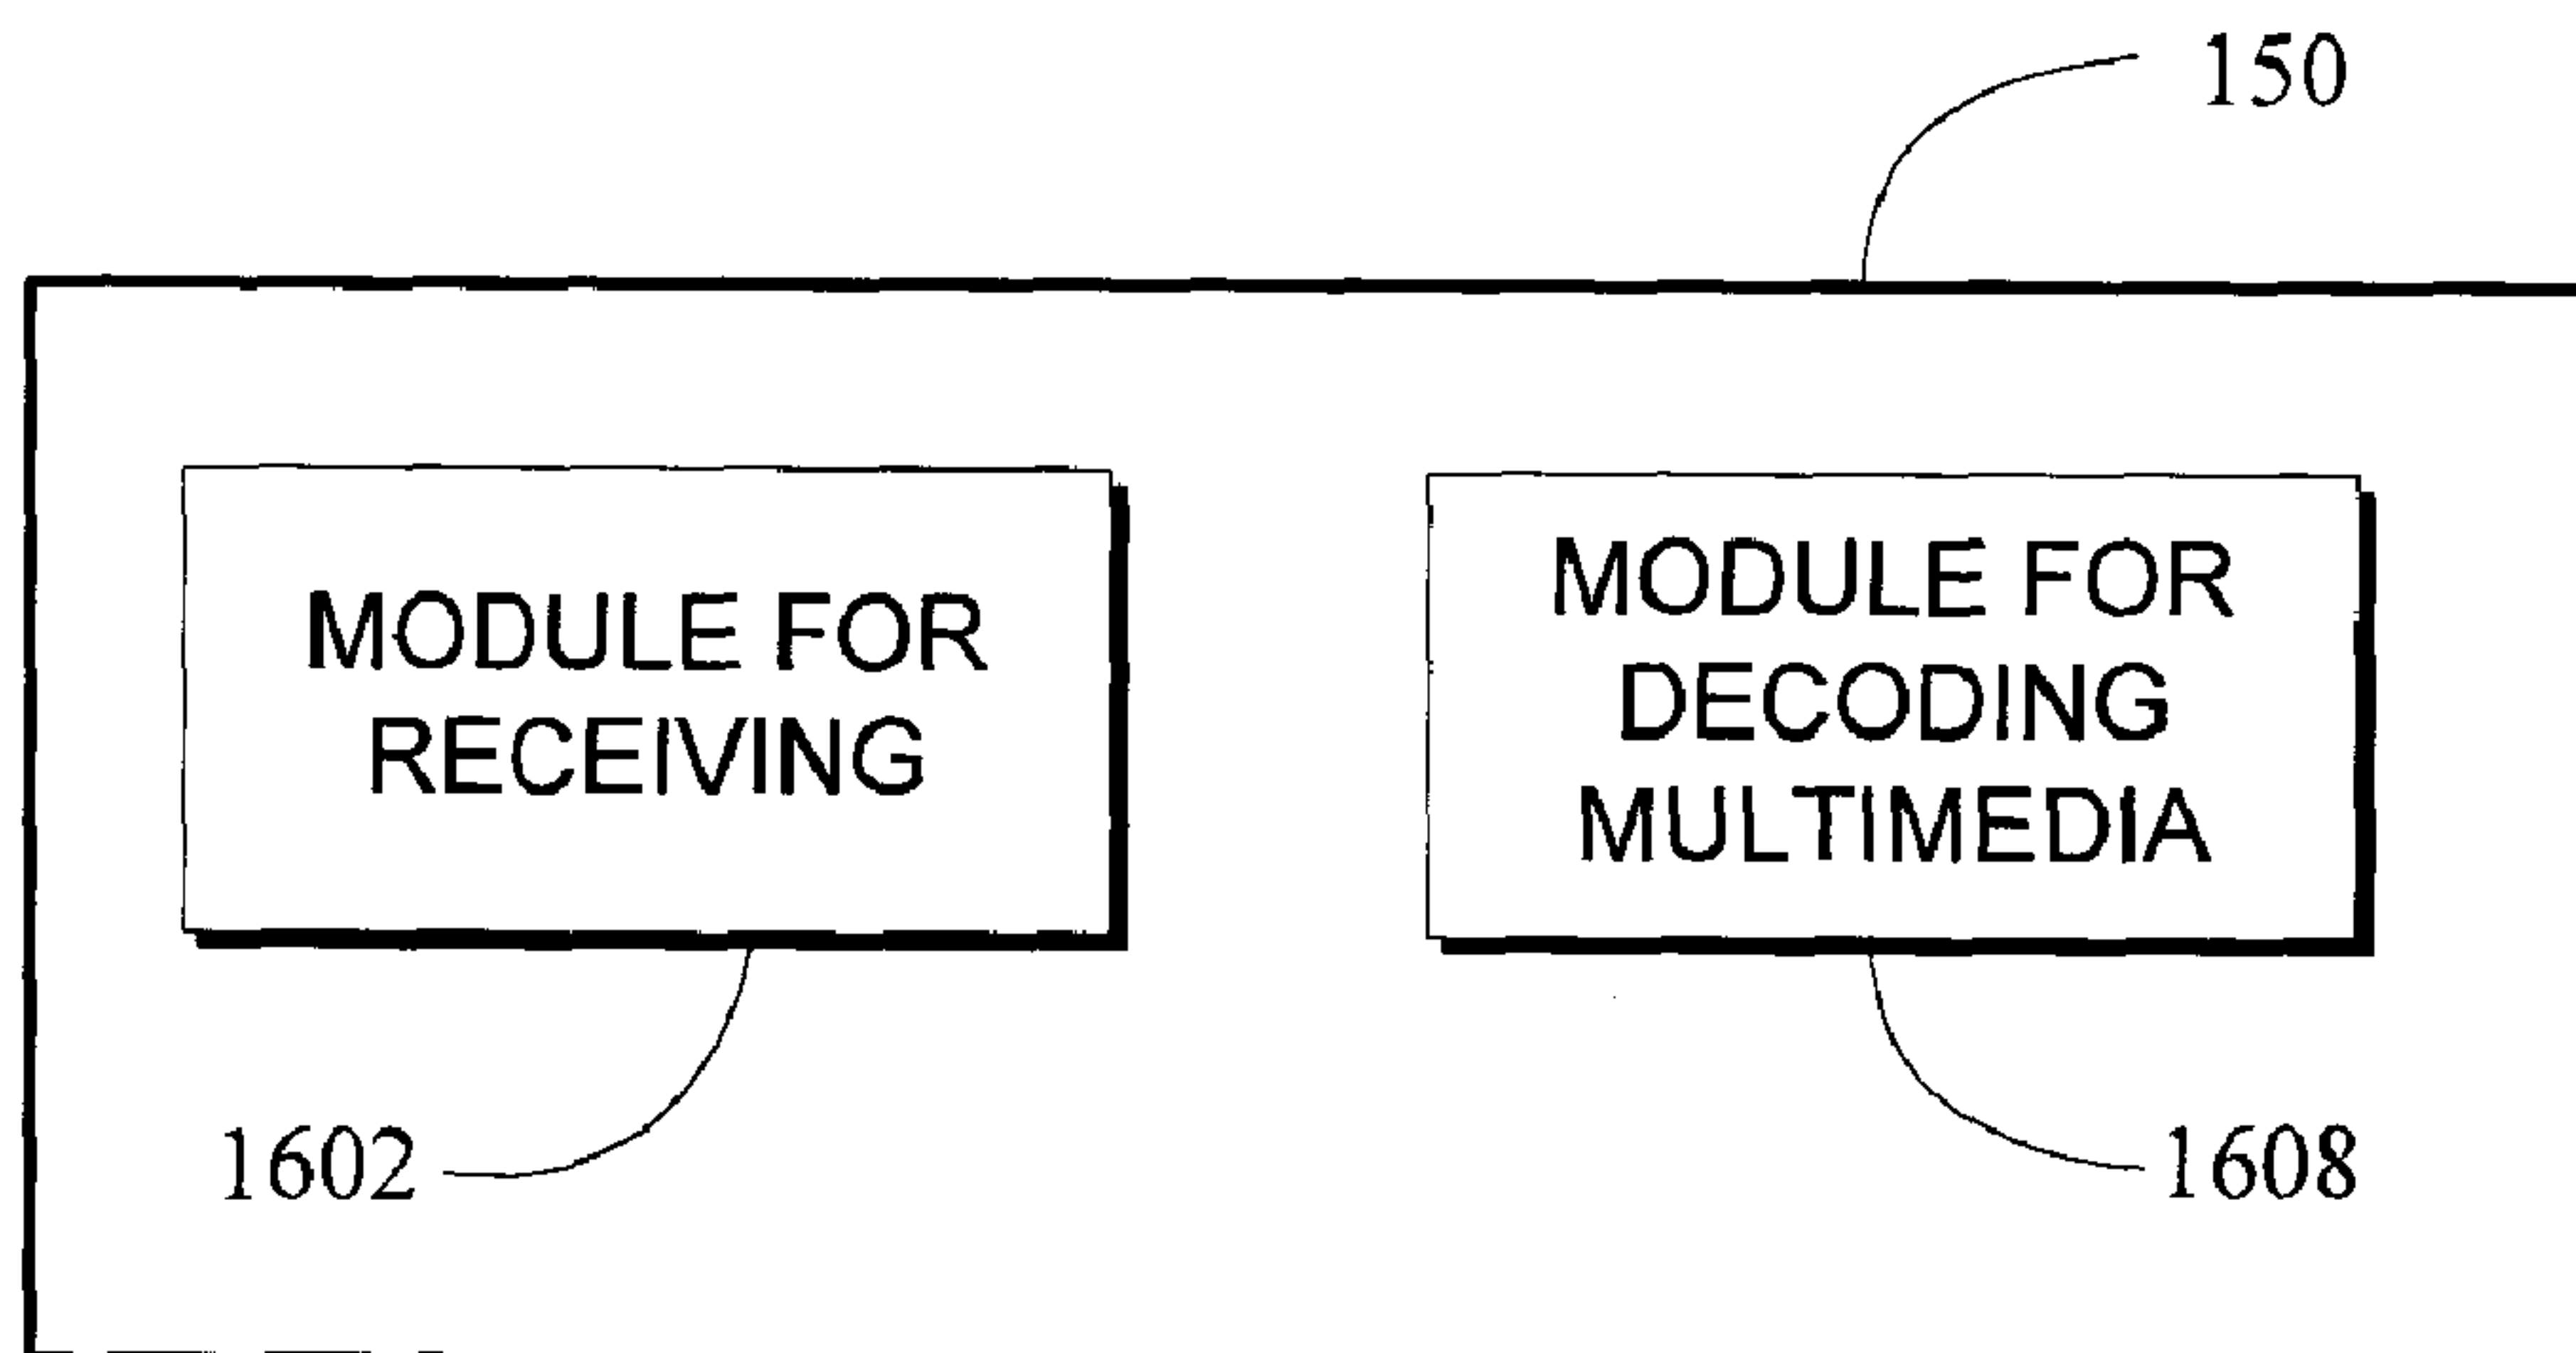 150
MODULE FOR
RECEIVING
MODULE FOR
DECODING
MULTIMEDIA
1602
1608